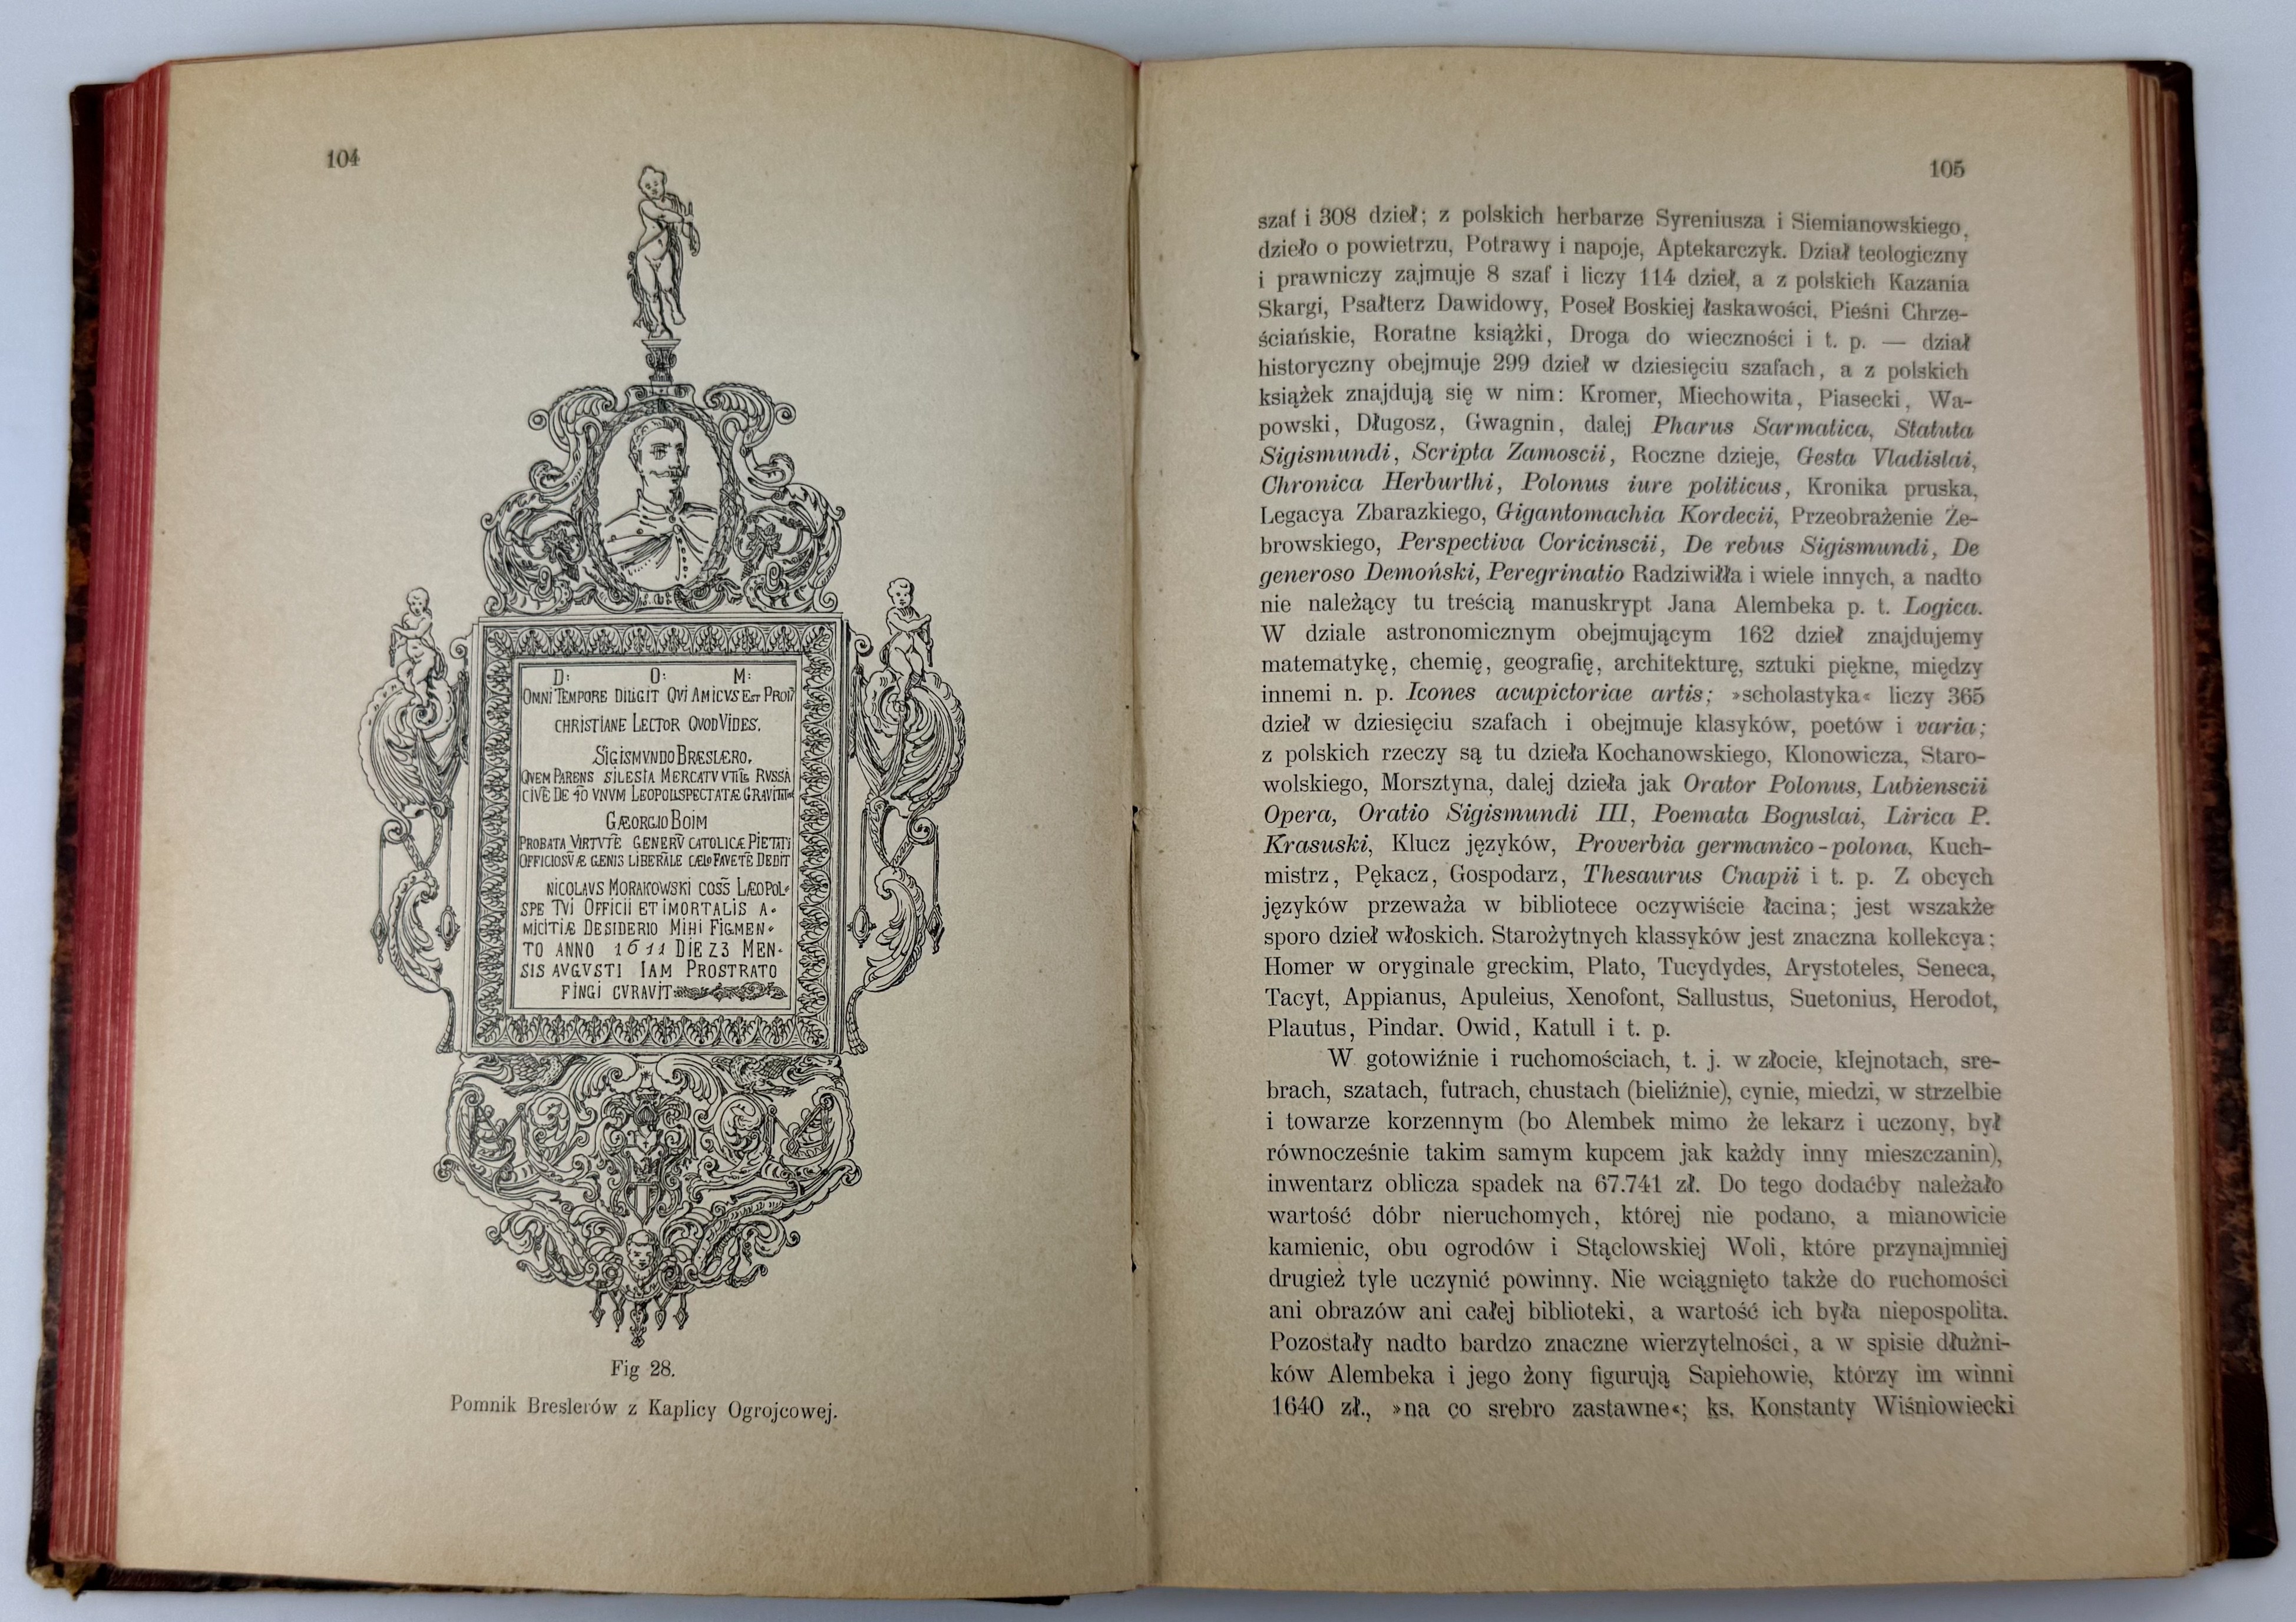 104
D: O: M:
OMNI TEMPORE DILIGIT QVI AMICVS EST PROV
CHRISTIANE LECTOR QVOD VIDES.
SIGISMVNDO BRÆSLÆRO.
QVEM PARENS SILESIA MERCATV VTILE RVSSA
CIVE DE 40 VNVM LEOPOLI SPECTATÆ
GÆORGIO BOIM
PROBATA VIRTVTE GENERV̄ CATOLICÆ PIETATI
OFFICIOSV̄ ÆGENIS LIBERALE CÆLO FAVETE DEDIT
NICOLAVS MORAKOWSKI COSS̄ LÆOPOL•
SPE TVI OFFICII ET IMORTALIS A•
MICITIÆ DESIDERIO MIHI FIGMEN•
TO ANNO 1611 DIE 23 MEN-
SIS AVGVSTI IAM PROSTRATO
FINGI CVRAVIT
Fig 28.
Pomnik Breslerów z Kaplicy Ogrojcowej.
105
szaf i 308 dzieł; z polskich herbarze Syreniusza i Siemianowskiego,
dzieło o powietrzu, Potrawy i napoje, Aptekarczyk. Dział teologiczny
i prawniczy zajmuje 8 szaf i liczy 114 dzieł, a z polskich Kazania
Skargi, Psałterz Dawidowy, Poseł Boskiej łaskawości, Pieśni Chrze-
ściańskie, Roratne książki, Droga do wieczności i t. p. — dział
historyczny obejmuje 299 dzieł w dziesięciu szafach, a z polskich
książek znajdują się w nim: Kromer, Miechowita, Piasecki, Wa-
powski, Długosz, Gwagnin, dalej Pharus Sarmatica, Statuta
Sigismundi, Scripta Zamoscii, Roczne dzieje, Gesta Vladislai,
Chronica Herburthi, Polonus iure politicus, Kronika pruska,
Legacya Zbarazkiego, Gigantomachia Kordecii, Przeobrażenie Że-
browskiego, Perspectiva Coricinscii, De rebus Sigismundi, De
generoso Demoński, Peregrinatio Radziwiłła i wiele innych, a nadto
nie należący tu treścią manuskrypt Jana Alembeka p. t. Logica.
W dziale astronomicznym obejmującym 162 dzieł znajdujemy
matematykę, chemię, geografię, architekturę, sztuki piękne, między
innemi n. p. Icones acupictoriae artis; »scholastyka« liczy 365
dzieł w dziesięciu szafach i obejmuje klasyków, poetów i varia;
z polskich rzeczy są tu dzieła Kochanowskiego, Klonowicza, Staro-
wolskiego, Morsztyna, dalej dzieła jak Orator Polonus, Lubienscii
Opera, Oratio Sigismundi III, Poemata Boguslai, Lirica P.
Krasuski, Klucz języków, Proverbia germanico-polona, Kuch-
mistrz, Pękacz, Gospodarz, Thesaurus Cnapii i t. p. Z obcych
języków przeważa w bibliotece oczywiście łacina; jest wszakże
sporo dzieł włoskich. Starożytnych klassyków jest znaczna kollekcya;
Homer w oryginale greckim, Plato, Tucydydes, Arystoteles, Seneca,
Tacyt, Appianus, Apuleius, Xenofont, Sallustus, Suetonius, Herodot,
Plautus, Pindar. Owid, Katull i t. p.
W gotowiźnie i ruchomościach, t. j. w złocie, klejnotach, sre-
brach, szatach, futrach, chustach (bieliźnie), cynie, miedzi, w strzelbie
i towarze korzennym (bo Alembek mimo że lekarz i uczony, był
równocześnie takim samym kupcem jak każdy inny mieszczanin),
inwentarz oblicza spadek na 67.741 zł. Do tego dodaćby należało
wartość dóbr nieruchomych, której nie podano, a mianowicie
kamienic, obu ogrodów i Stąclowskiej Woli, które przynajmniej
drugież tyle uczynić powinny. Nie wciągnięto także do ruchomości
ani obrazów ani całej biblioteki, a wartość ich była niepospolita.
Pozostały nadto bardzo znaczne wierzytelności, a w spisie dłużni-
ków Alembeka i jego żony figurują Sapiehowie, którzy im winni
1640 zł., »na co srebro zastawne«; ks. Konstanty Wiśniowiecki